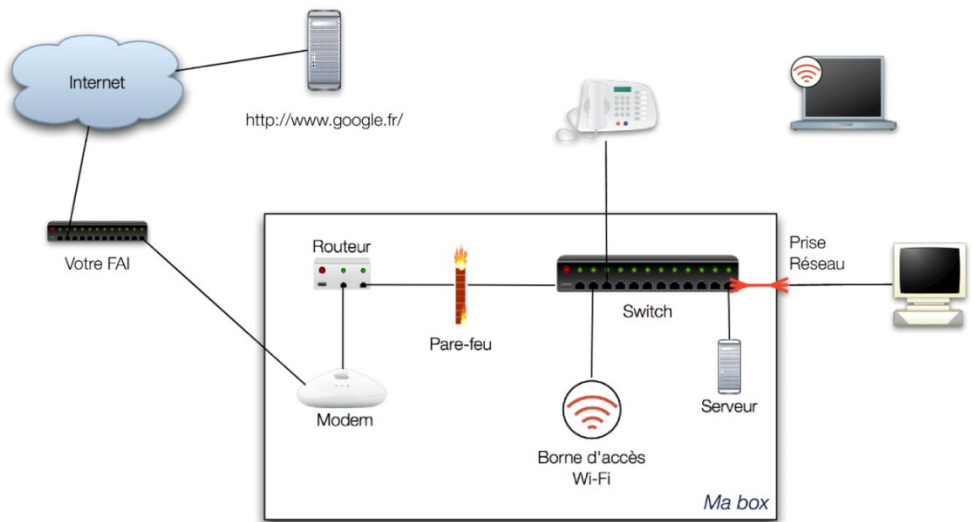 Internet
http://www.google.fr/
Votre FAI
Routeur
Prise
Réseau
Switch
Pare-feu
Modem
Serveur
Borne d'accès
Wi-Fi
Ma box